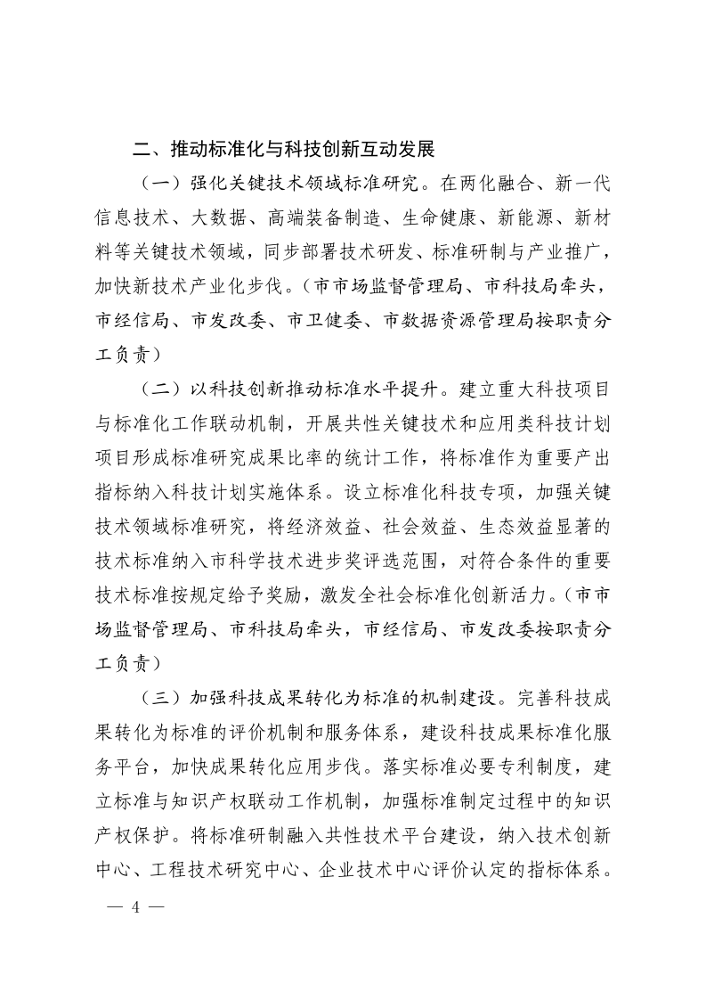 二、推动标准化与科技创新互动发展
（一）强化关键技术领域标准研究。在两化融合、新一代
信息技术、大数据、高端装备制造、生命健康、新能源、新材
料等关键技术领域，同步部署技术研发、标准研制与产业推广，
加快新技术产业化步伐。（市市场监督管理局、市科技局牵头，
市经信局、市发改委、市卫健委、市数据资源管理局按职责分
工负责）
（二）以科技创新推动标准水平提升。建立重大科技项目
与标准化工作联动机制，开展共性关键技术和应用类科技计划
项目形成标准研究成果比率的统计工作，将标准作为重要产出
指标纳入科技计划实施体系。设立标准化科技专项，加强关键
技术领域标准研究，将经济效益、社会效益、生态效益显著的
技术标准纳入市科学技术进步奖评选范围，对符合条件的重要
技术标准按规定给予奖励，激发全社会标准化创新活力。（市市
场监督管理局、市科技局牵头，市经信局、市发改委按职责分
工负责）
（三）加强科技成果转化为标准的机制建设。完善科技成
果转化为标准的评价机制和服务体系，建设科技成果标准化服
务平台，加快成果转化应用步伐。落实标准必要专利制度，建
立标准与知识产权联动工作机制，加强标准制定过程中的知识
产权保护。将标准研制融入共性技术平台建设，纳入技术创新
中心、工程技术研究中心、企业技术中心评价认定的指标体系。
— 4 —